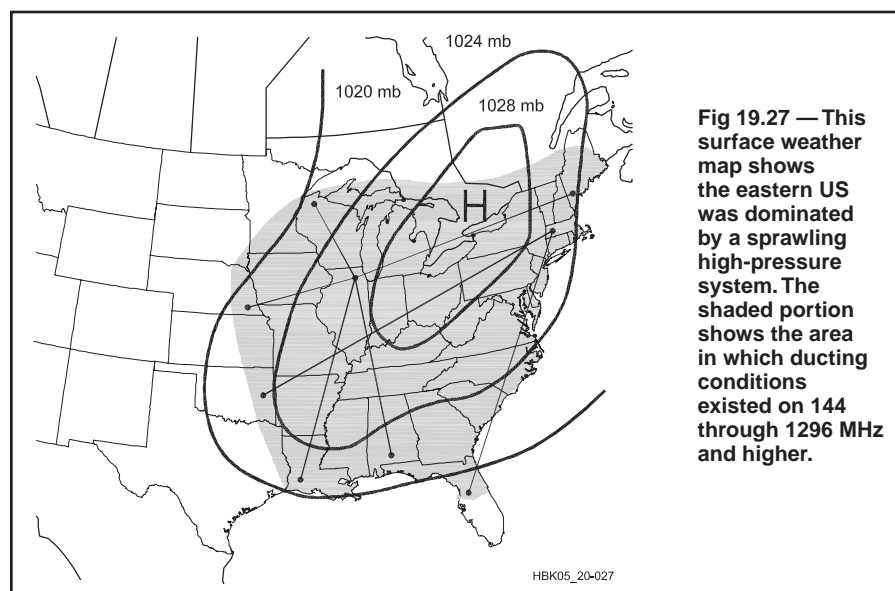 1024 mb
1020 mb
1028 mb
H
Fig 19.27 — This
surface weather
map shows
the eastern US
was dominated
by a sprawling
high-pressure
system. The
shaded portion
shows the area
in which ducting
conditions
existed on 144
through 1296 MHz
and higher.
HBK05_20-027